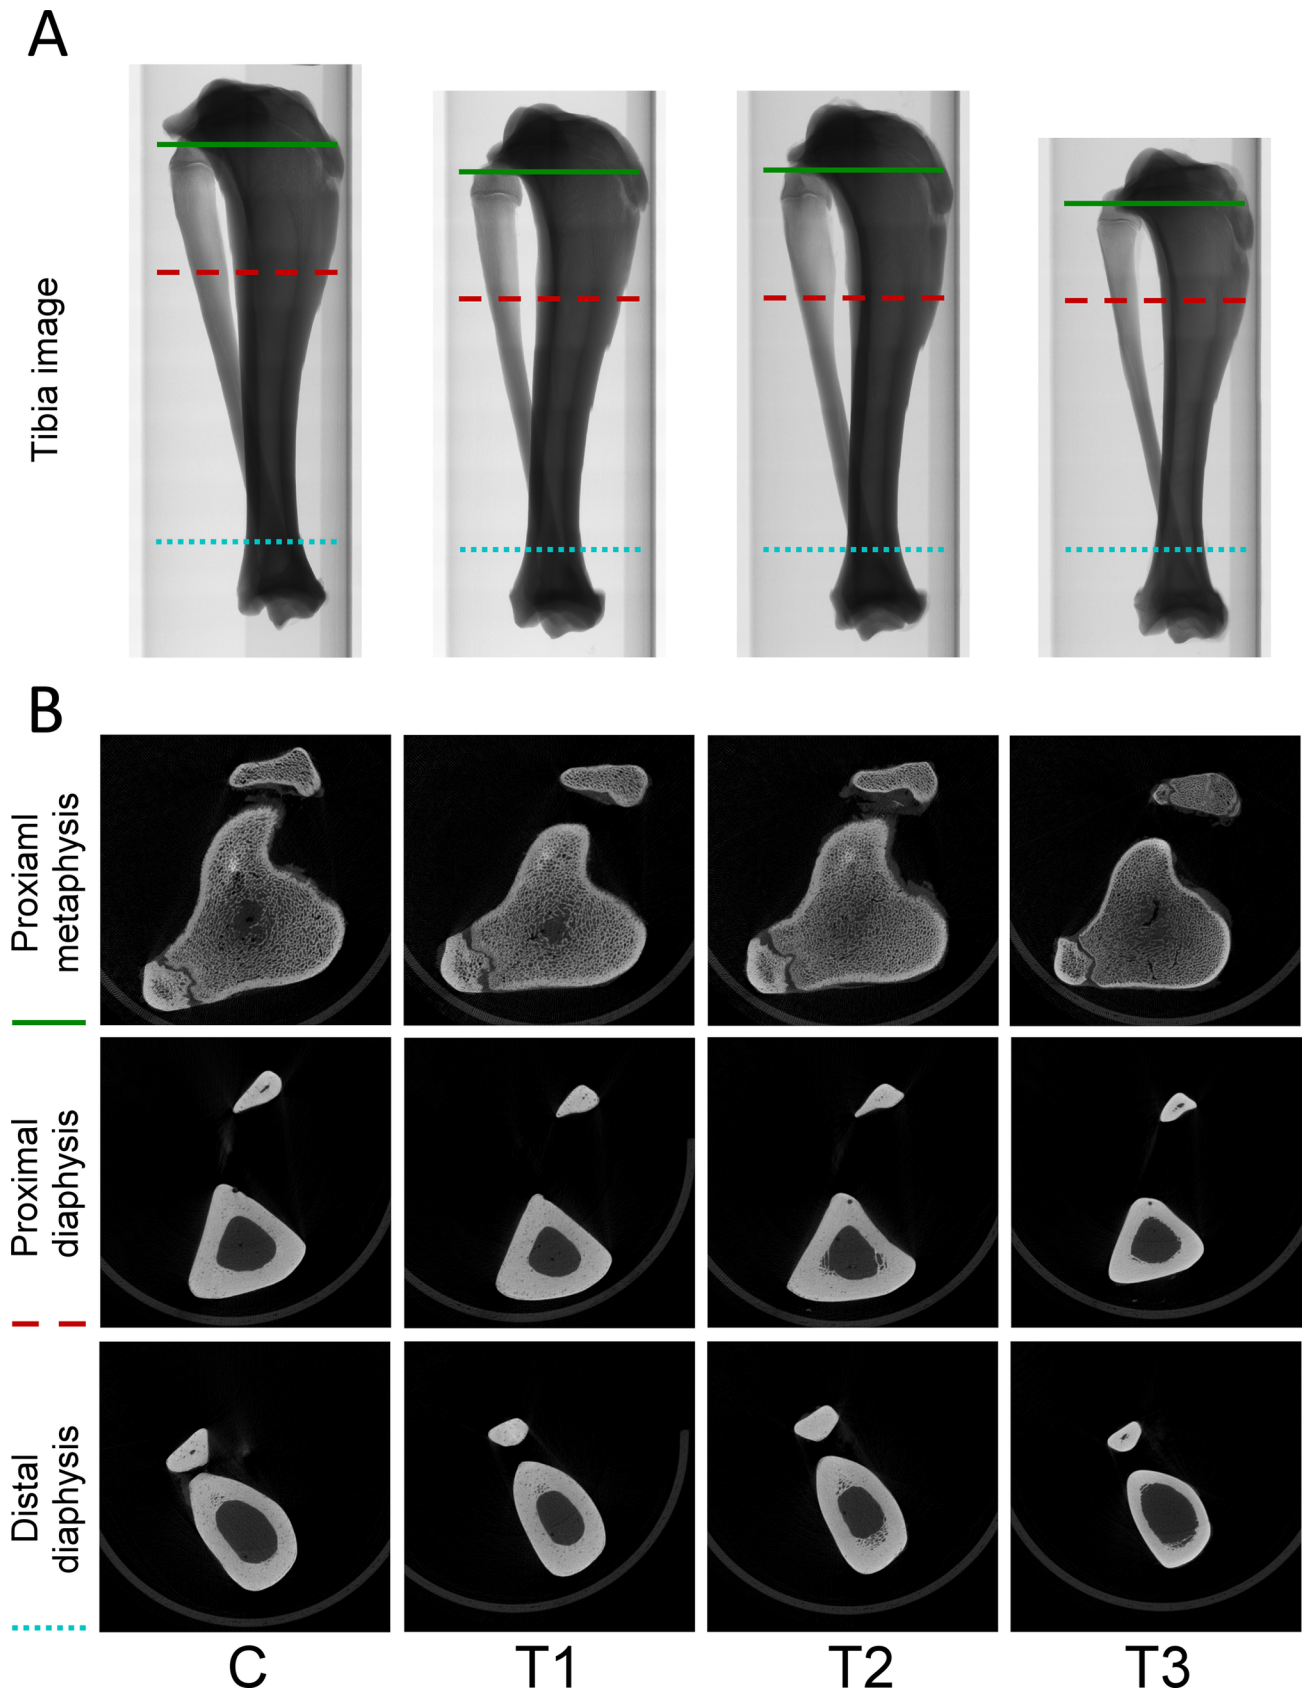 A
Tibia image
B
Proxiaml
metaphysis
Proximal
diaphysis
Distal
diaphysis
C
T1
T2
T3